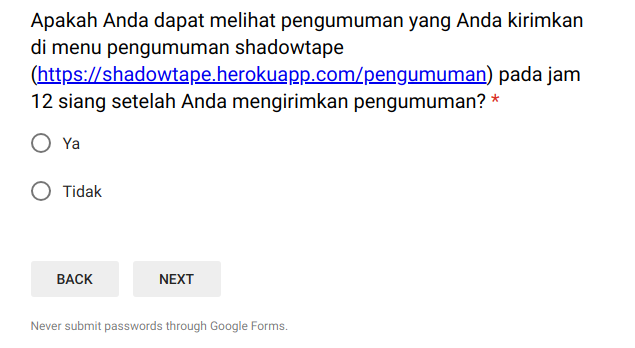 Apakah Anda dapat melihat pengumuman yang Anda kirimkan
di menu pengumuman shadowtape
(https://shadowtape.herokuapp.com/pengumuman) pada jam
12 siang setelah Anda mengirimkan pengumuman? *
Ya
Tidak
BACK NEXT
Never submit passwords through Google Forms.